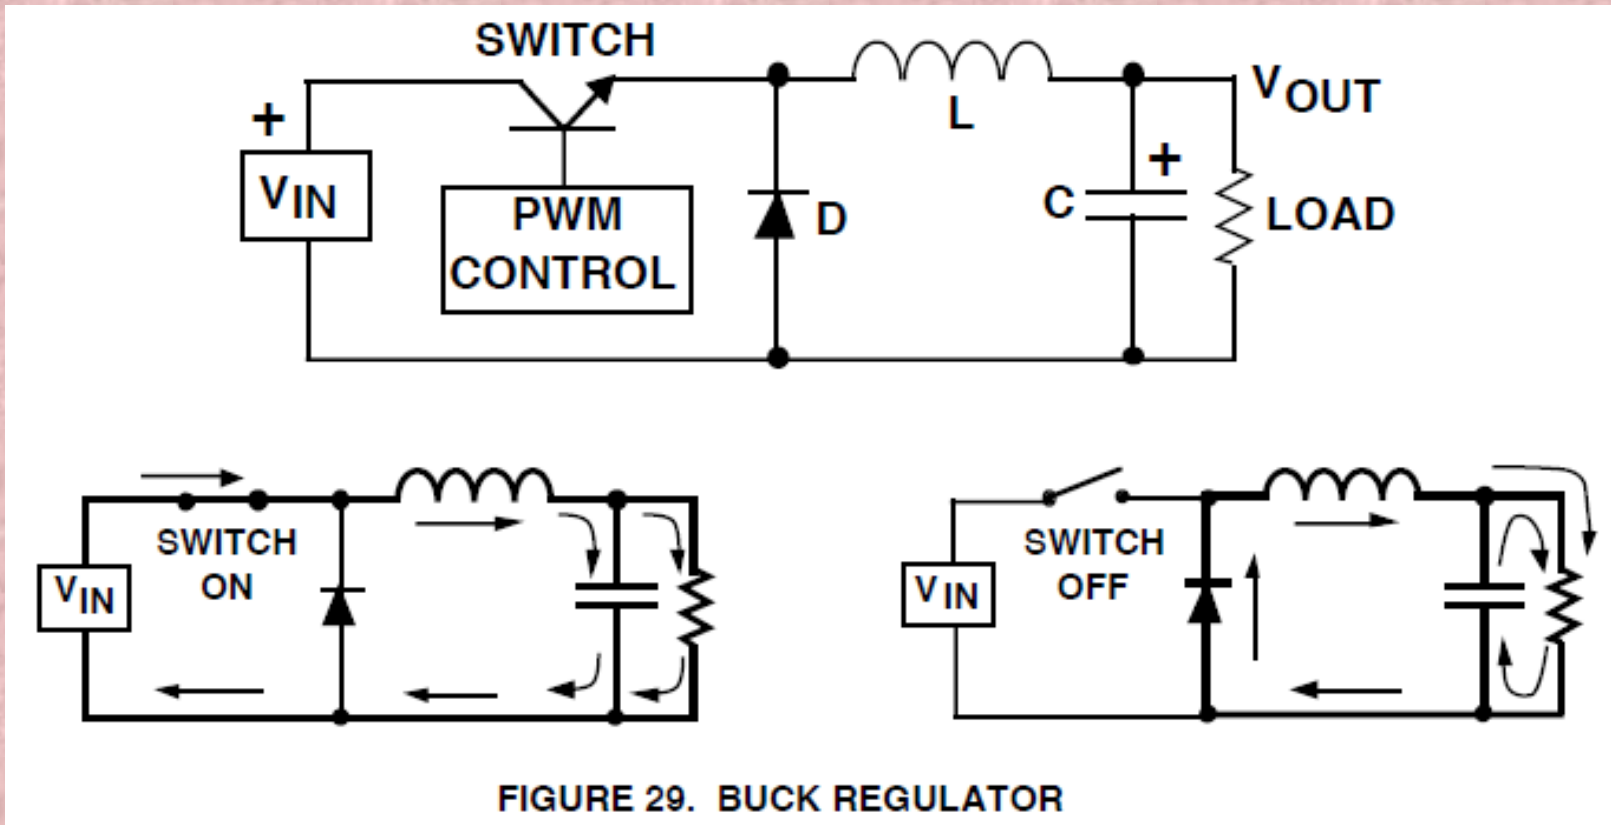 SWITCH
+
VIN
PWM
CONTROL
D
L
C
+
VOUT
LOAD
SWITCH
ON
VIN
SWITCH
OFF
VIN
FIGURE 29. BUCK REGULATOR